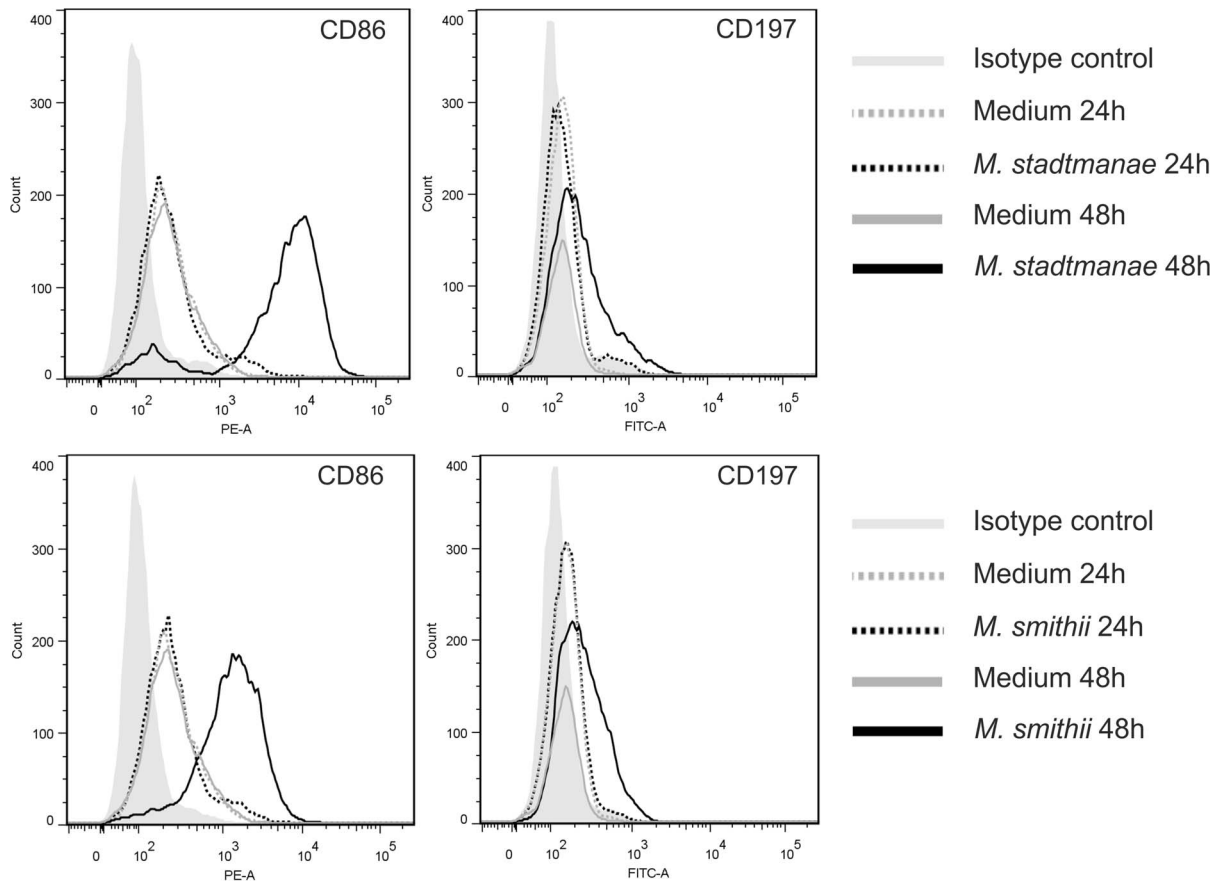 CD86
400
300
200
100
0
Count
0 10^2 10^3 10^4 10^5
PE-A
CD197
400
300
200
100
0
Count
0 10^2 10^3 10^4 10^5
FITC-A
Isotype control
Medium 24h
M. stadtmanae 24h
Medium 48h
M. stadtmanae 48h
CD86
400
300
200
100
0
Count
0 10^2 10^3 10^4 10^5
PE-A
CD197
400
300
200
100
0
Count
0 10^2 10^3 10^4 10^5
FITC-A
Isotype control
Medium 24h
M. smithii 24h
Medium 48h
M. smithii 48h